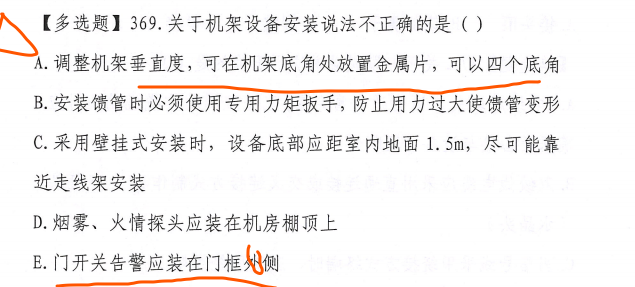 【多选题】369.关于机架设备安装说法不正确的是（）
A.调整机架垂直度，可在机架底角处放置金属片，可以四个底角
B.安装馈管时必须使用专用力矩扳手，防止用力过大使馈管变形
C.采用壁挂式安装时，设备底部应距室内地面 1.5m，尽可能靠
近走线架安装
D.烟雾、火情探头应装在机房棚顶上
E.门开关告警应装在门框外侧